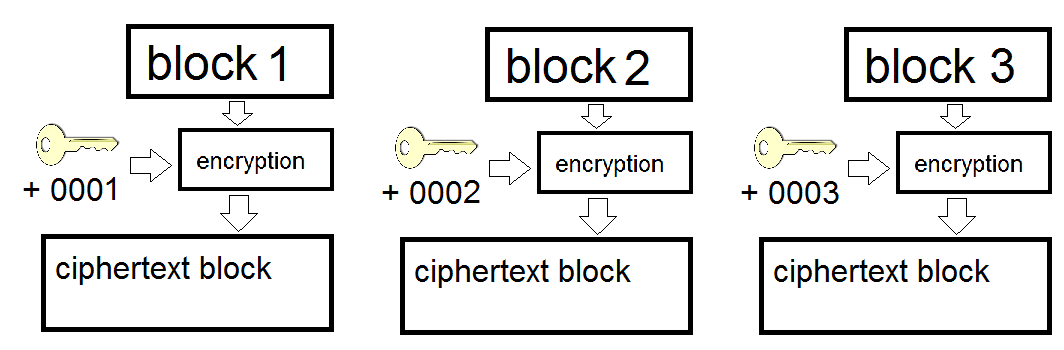 block 1
block 2
block 3
encryption
encryption
encryption
+ 0001
+ 0002
+ 0003
ciphertext block
ciphertext block
ciphertext block